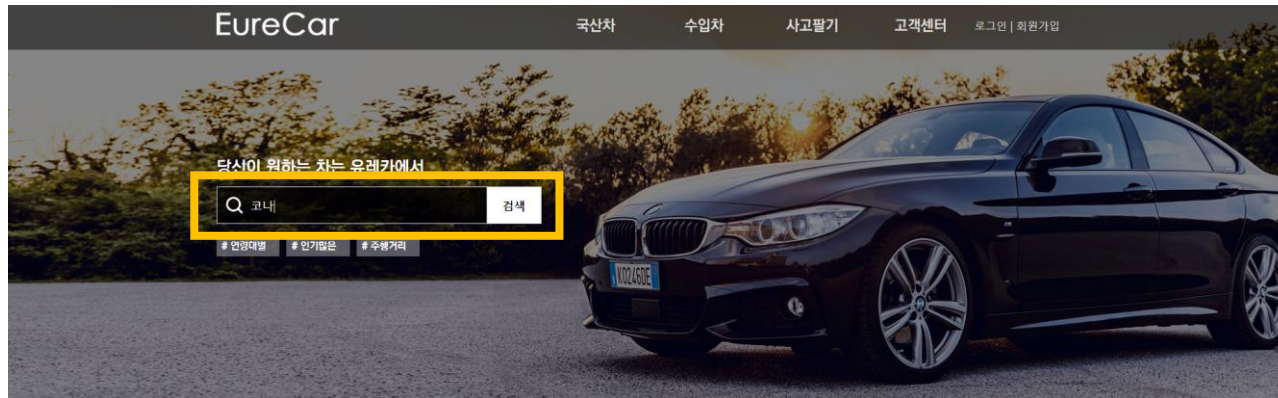 EureCar
국산차 수입차 사고팔기 고객센터 로그인 | 회원가입
당신이 원하는 차는 유레카에서
코내 검색
# 연령대별 # 인기많은 # 주행거리
K0246DE